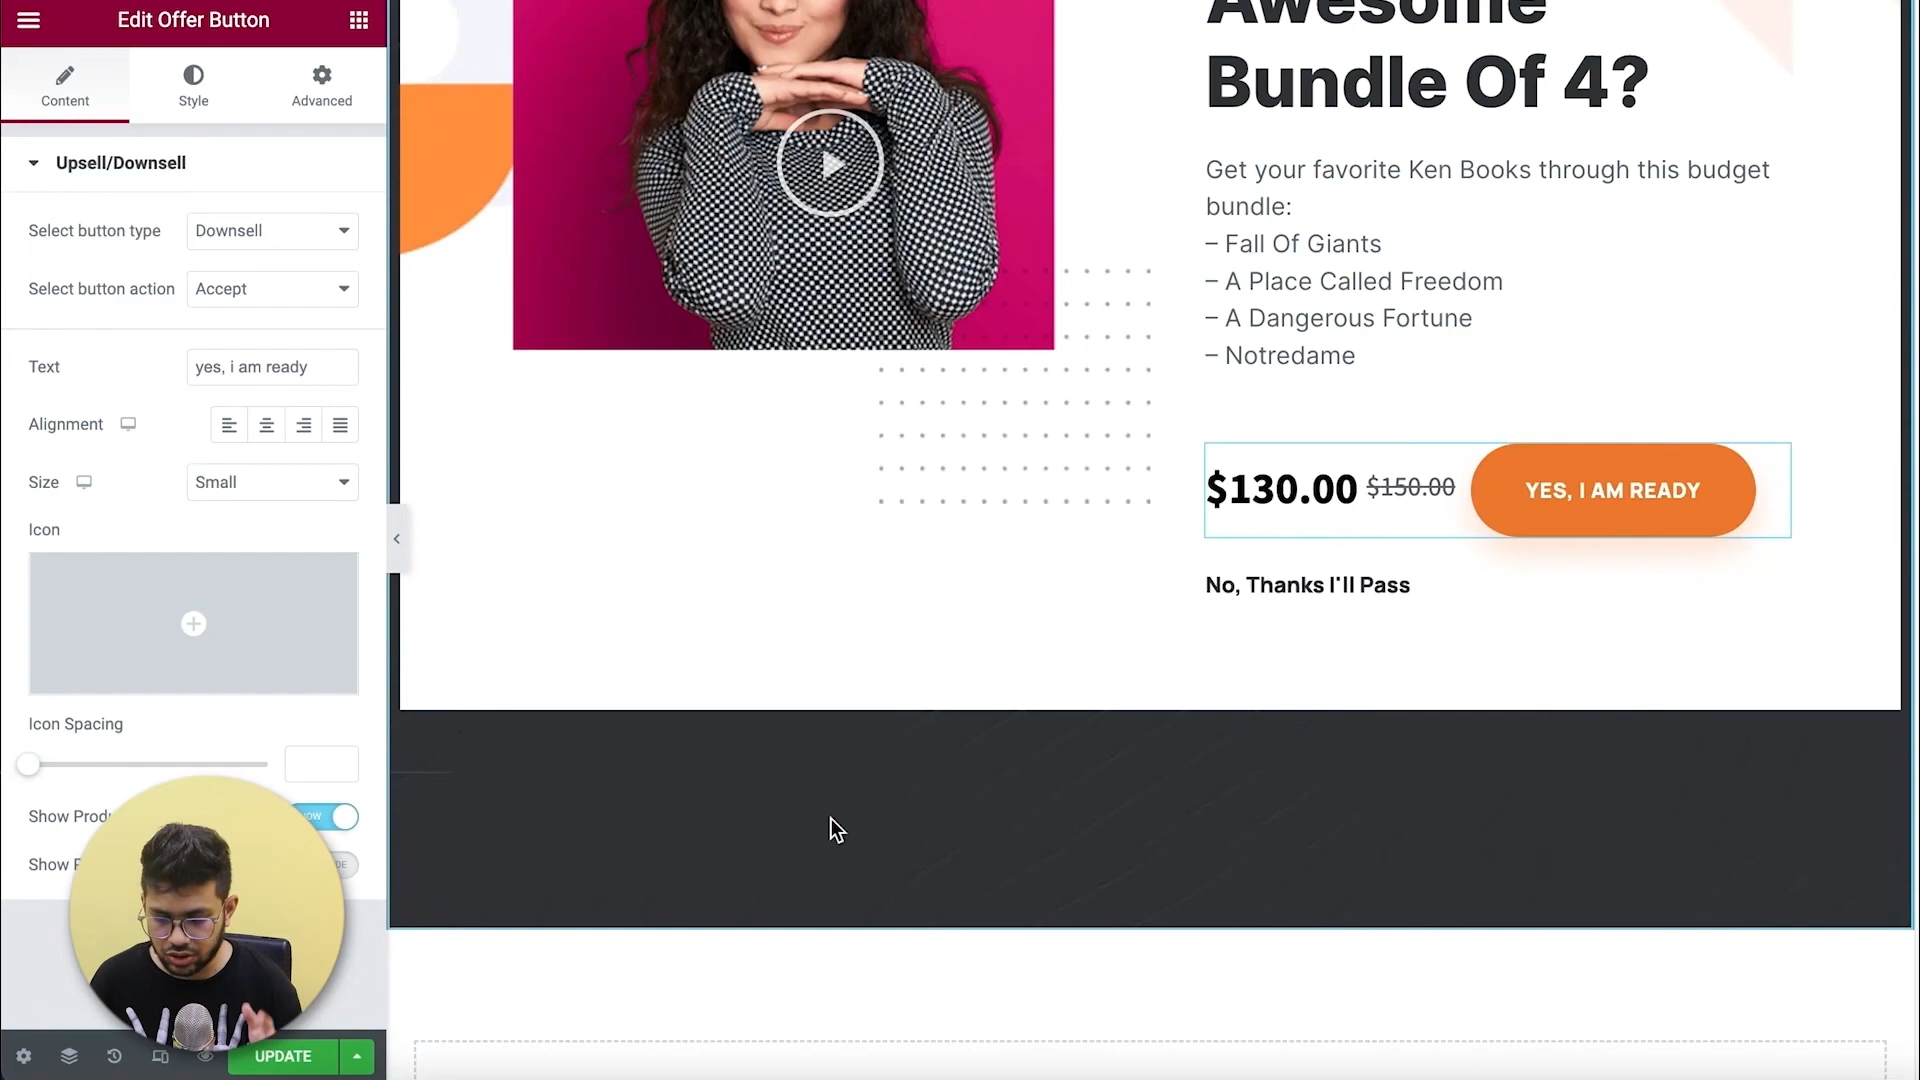 Edit Offer Button
Content
Style
Advanced
Upsell/Downsell
Select button type
Downsell
Select button action
Accept
Text
yes, i am ready
Alignment
Size
Small
Icon
Icon Spacing
Show
Show
UPDATE
Awesome
Bundle Of 4?
Get your favorite Ken Books through this budget
bundle:
– Fall Of Giants
– A Place Called Freedom
– A Dangerous Fortune
– Notredame
$130.00 $150.00
YES, I AM READY
No, Thanks I'll Pass